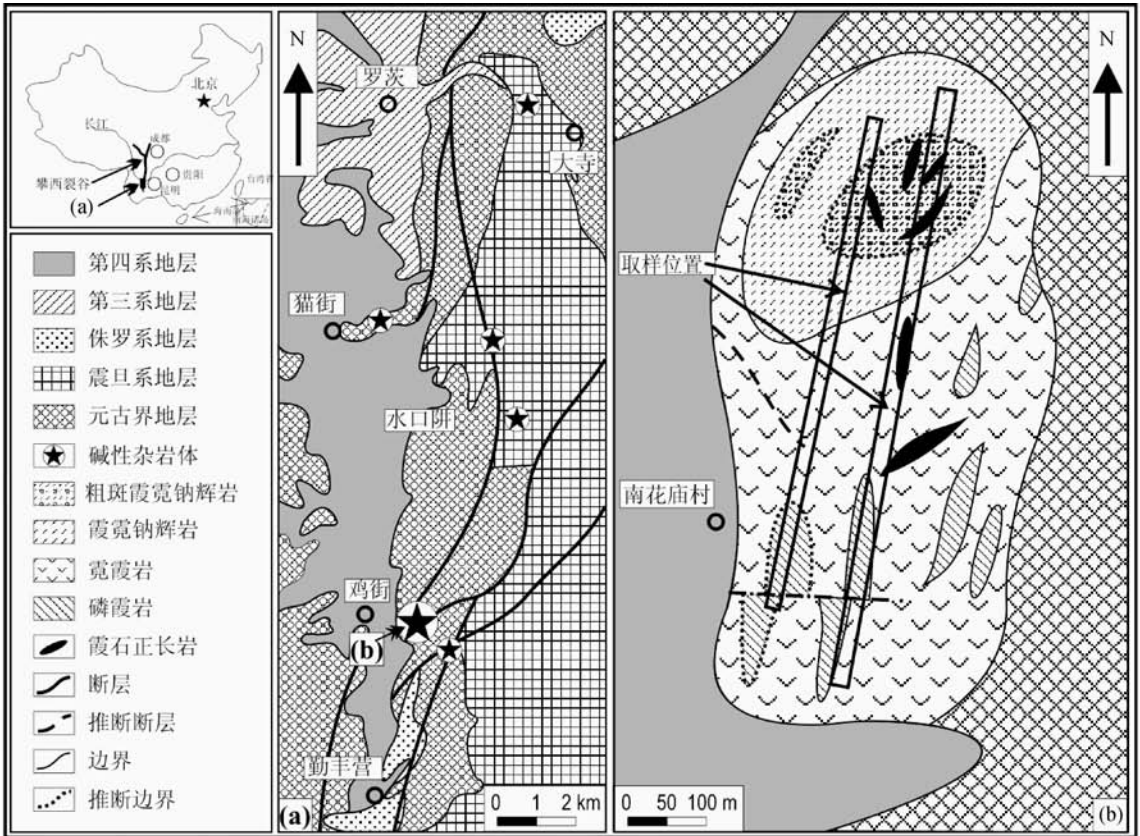 北京
长江
成都
攀西裂谷
贵阳
昆明
(a)
台湾
海南
南海诸岛
第四系地层
第三系地层
侏罗系地层
震旦系地层
元古界地层
碱性杂岩体
粗斑霞霓钠辉岩
霞霓钠辉岩
霓霞岩
磷霞岩
霞石正长岩
断层
推断断层
边界
推断边界
N
罗茨
大寺
猫街
水口阱
鸡街
(b)
勤丰营
(a)
0 1 2 km
N
取样位置
南花庙村
0 50 100 m
(b)